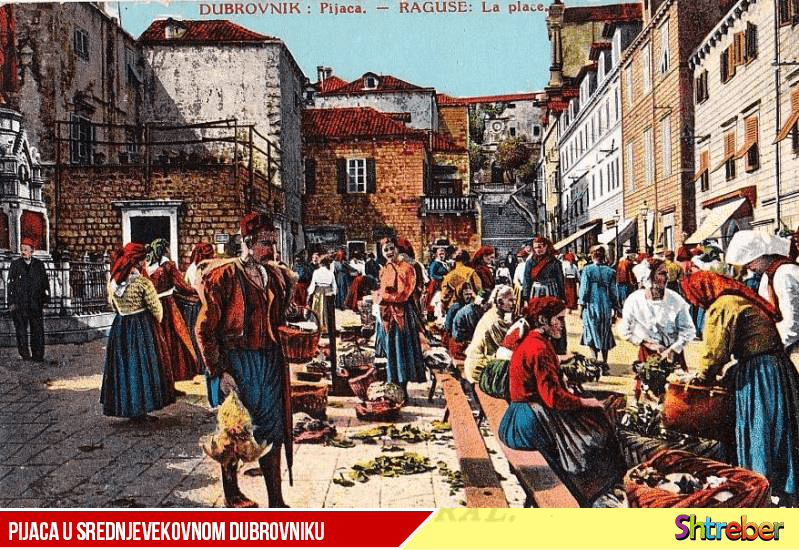 DUBROVNIK : Pijaca. — RAGUSE: La place.
PIJACA U SREDNJEVEKOVNOM DUBROVNIKU
Shtreber